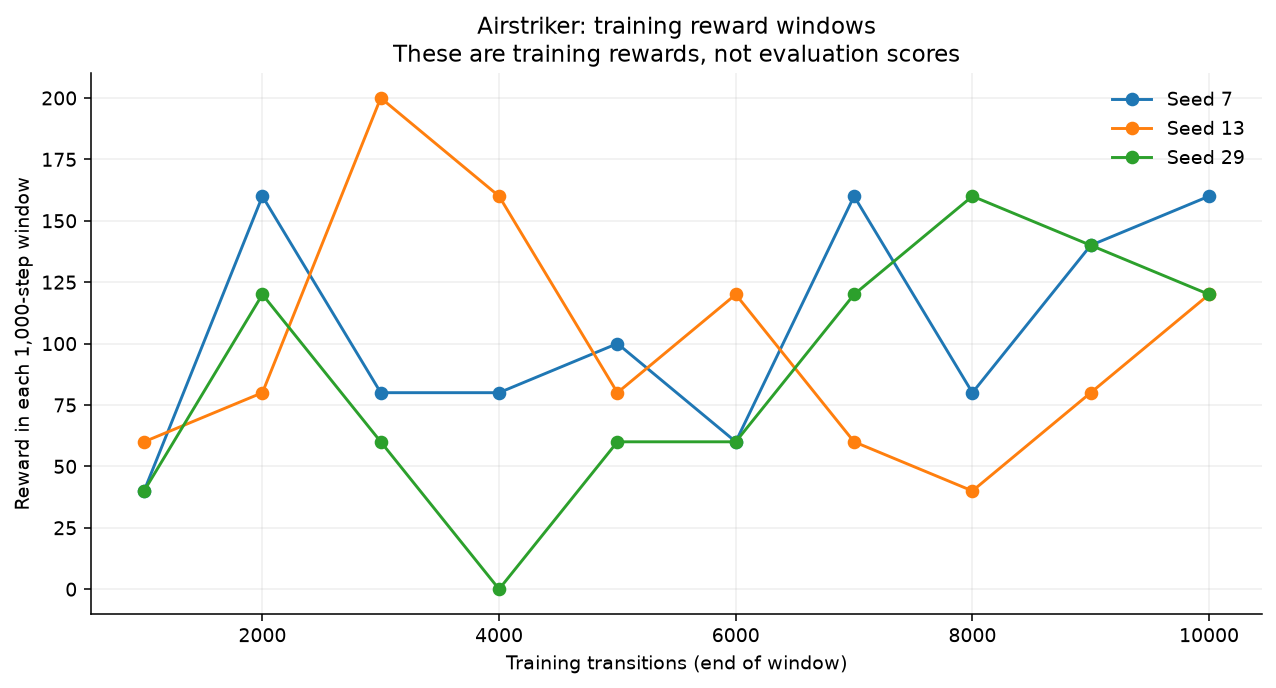 Airstriker: training reward windows
These are training rewards, not evaluation scores
Seed 7
Seed 13
Seed 29
Reward in each 1,000-step window
200
175
150
125
100
75
50
25
0
2000
4000
6000
8000
10000
Training transitions (end of window)